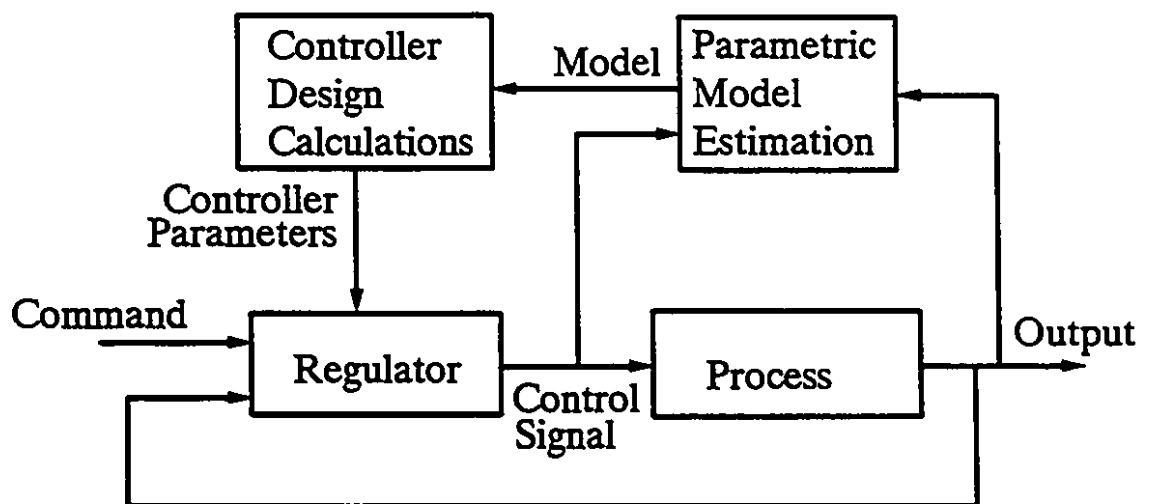 Controller
Design
Calculations
Model
Parametric
Model
Estimation
Controller
Parameters
Command
Regulator
Control
Signal
Process
Output